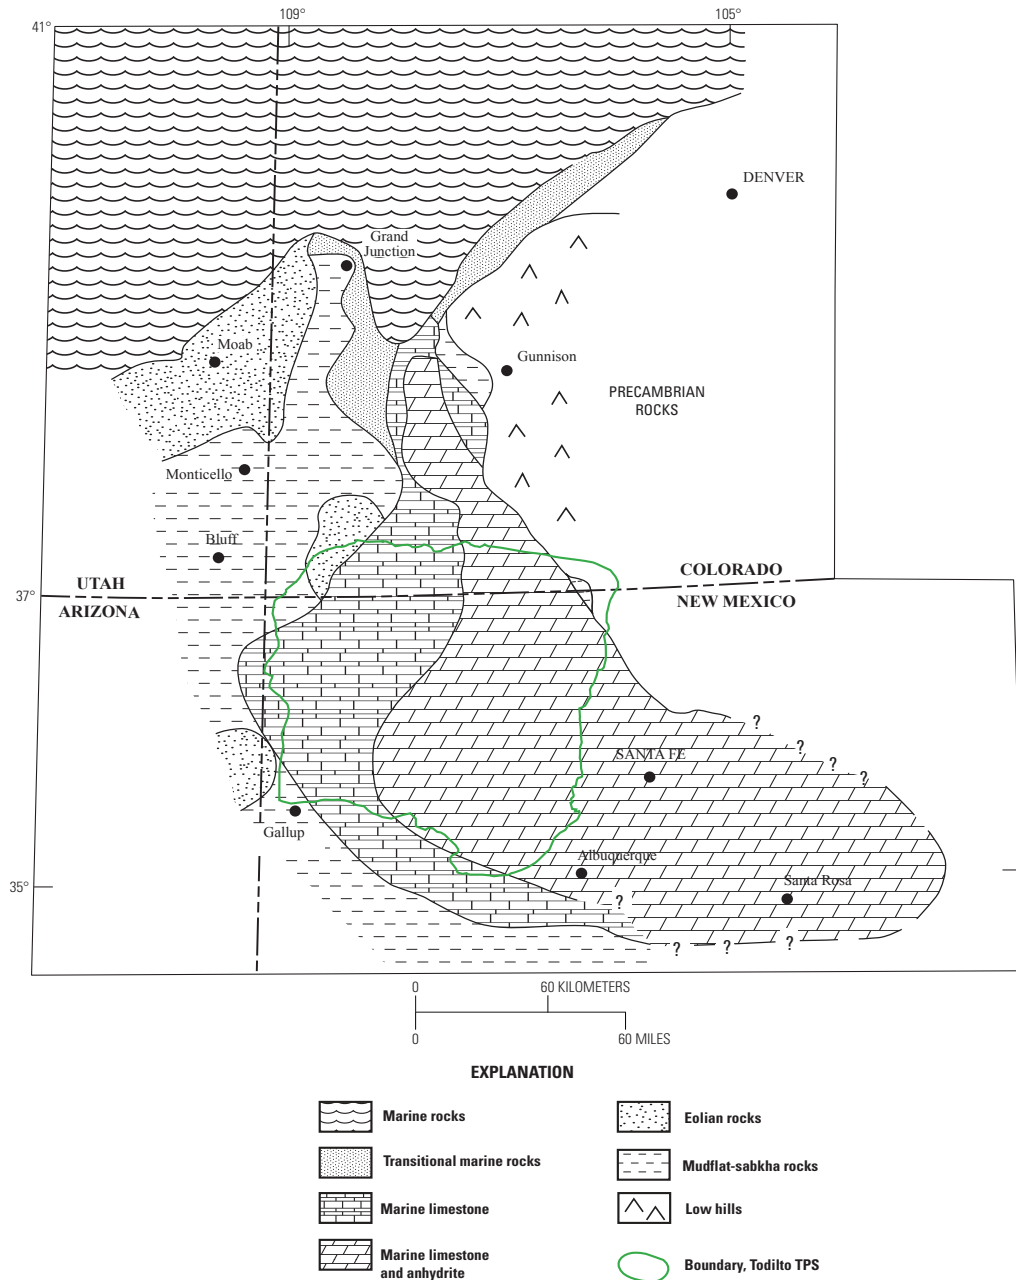 109°
105°
41°
DENVER
Grand
Junction
Moab
Gunnison
PRECAMBRIAN
ROCKS
Monticello
Bluff
UTAH
COLORADO
37°
ARIZONA
NEW MEXICO
?
?
SANTA FE
?
?
Gallup
Albuquerque
35°
Santa Rosa
?
?
?
?
0
60 KILOMETERS
0
60 MILES
EXPLANATION
Marine rocks
Eolian rocks
Transitional marine rocks
Mudflat-sabkha rocks
Marine limestone
Low hills
Marine limestone
and anhydrite
Boundary, Todilto TPS